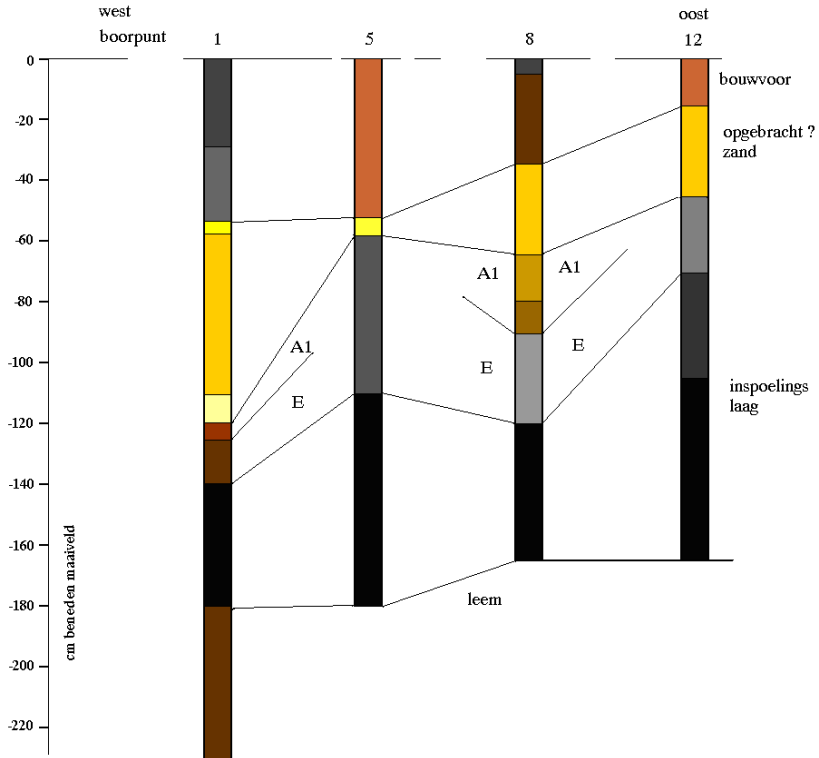 west
oost
boorpunt 1 5 8 12
0
bouwvoor
-20
opgebracht ?
zand
-40
-60
A1 A1
-80
-100
A1
E E
E
inspoelings
laag
-120
-140
-160
-180
leem
-200
-220
cm beneden maaiveld